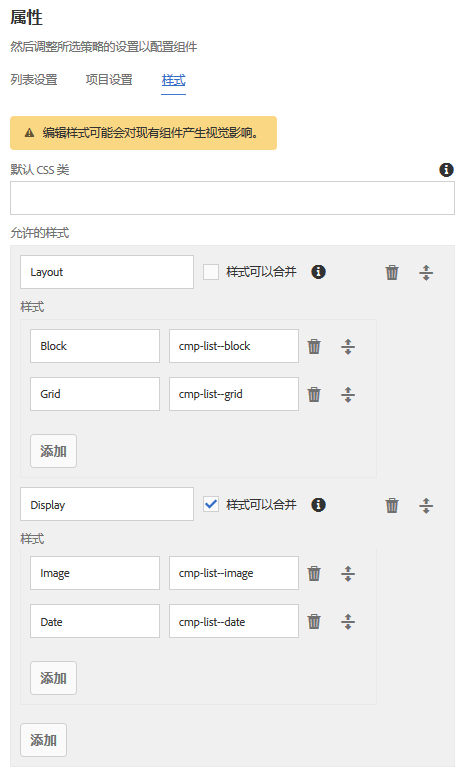 属性
然后调整所选策略的设置以配置组件
列表设置 项目设置 样式
编辑样式可能会对现有组件产生视觉影响。
默认 CSS 类
允许的样式
Layout 样式可以合并
样式
Block cmp-list--block
Grid cmp-list--grid
添加
Display 样式可以合并
样式
Image cmp-list--image
Date cmp-list--date
添加
添加